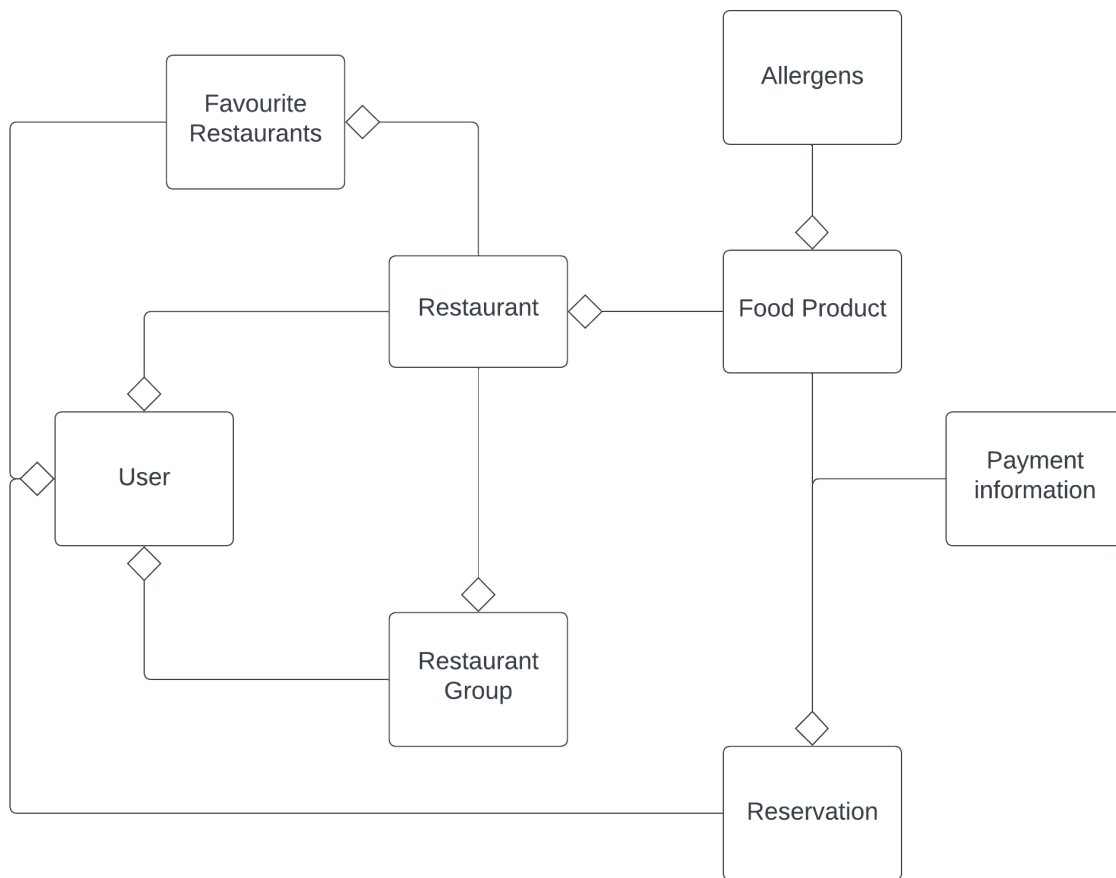 Allergens
Favourite
Restaurants
Restaurant
Food Product
User
Payment
information
Restaurant
Group
Reservation